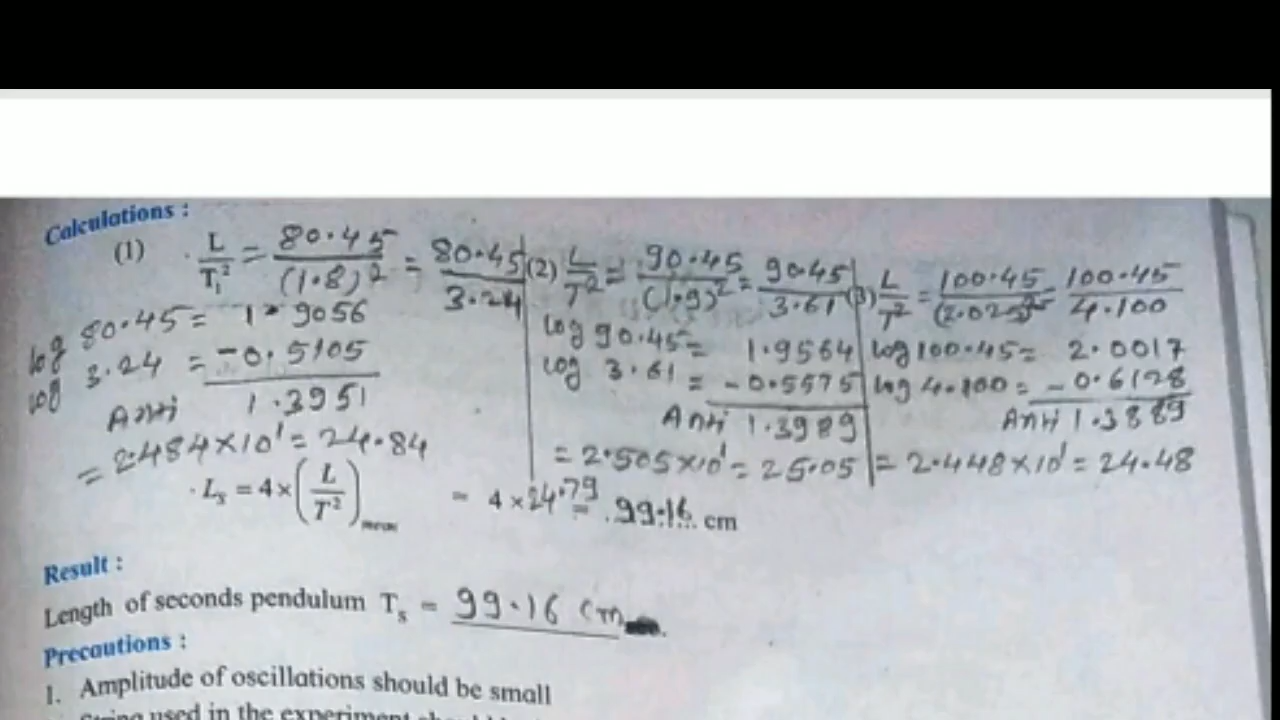 Calculations :
(1) L/T₁² = 80.45/(1.8)² = 80.45/3.24
log 80.45 = 1.9056
log 3.24 = -0.5105
Anti 1.3951
= 2.484×10¹ = 24.84
(2) L/T² = 90.45/(1.9)² = 90.45/3.61
log 90.45 = 1.9564
log 3.61 = -0.5575
Anti 1.3989
= 2.505×10¹ = 25.05
(3) L/T² = 100.45/(2.025)² = 100.45/4.100
log 100.45 = 2.0017
log 4.100 = -0.6128
Anti 1.3889
= 2.448×10¹ = 24.48
. Lₛ = 4×(L/T²)mean = 4×24.79 = 99.16 cm
Result :
Length of seconds pendulum Tₛ = 99.16 cm
Precautions :
1. Amplitude of oscillations should be small
String used in the experiment should